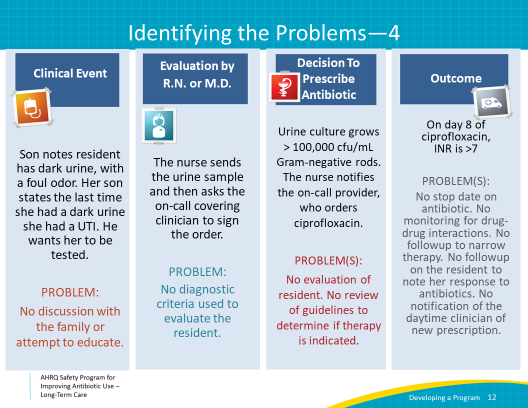 Identifying the Problems—4
Clinical Event
Son notes resident
has dark urine, with
a foul odor. Her son
states the last time
she had a dark urine
she had a UTI. He
wants her to be
tested.
PROBLEM:
No discussion with
the family or
attempt to educate.
Evaluation by
R.N. or M.D.
The nurse sends
the urine sample
and then asks the
on-call covering
clinician to sign
the order.
PROBLEM:
No diagnostic
criteria used to
evaluate the
resident.
Decision To
Prescribe
Antibiotic
Urine culture grows
> 100,000 cfu/mL
Gram-negative rods.
The nurse notifies
the on-call provider,
who orders
ciprofloxacin.
PROBLEM(S):
No evaluation of
resident. No review
of guidelines to
determine if therapy
is indicated.
Outcome
On day 8 of
ciprofloxacin,
INR is >7
PROBLEM(S):
No stop date on
antibiotic. No
monitoring for drug-
drug interactions. No
followup to narrow
therapy. No followup
on the resident to
note her response to
antibiotics. No
notification of the
daytime clinician of
new prescription.
AHRQ Safety Program for
Improving Antibiotic Use –
Long-Term Care
Developing a Program 12